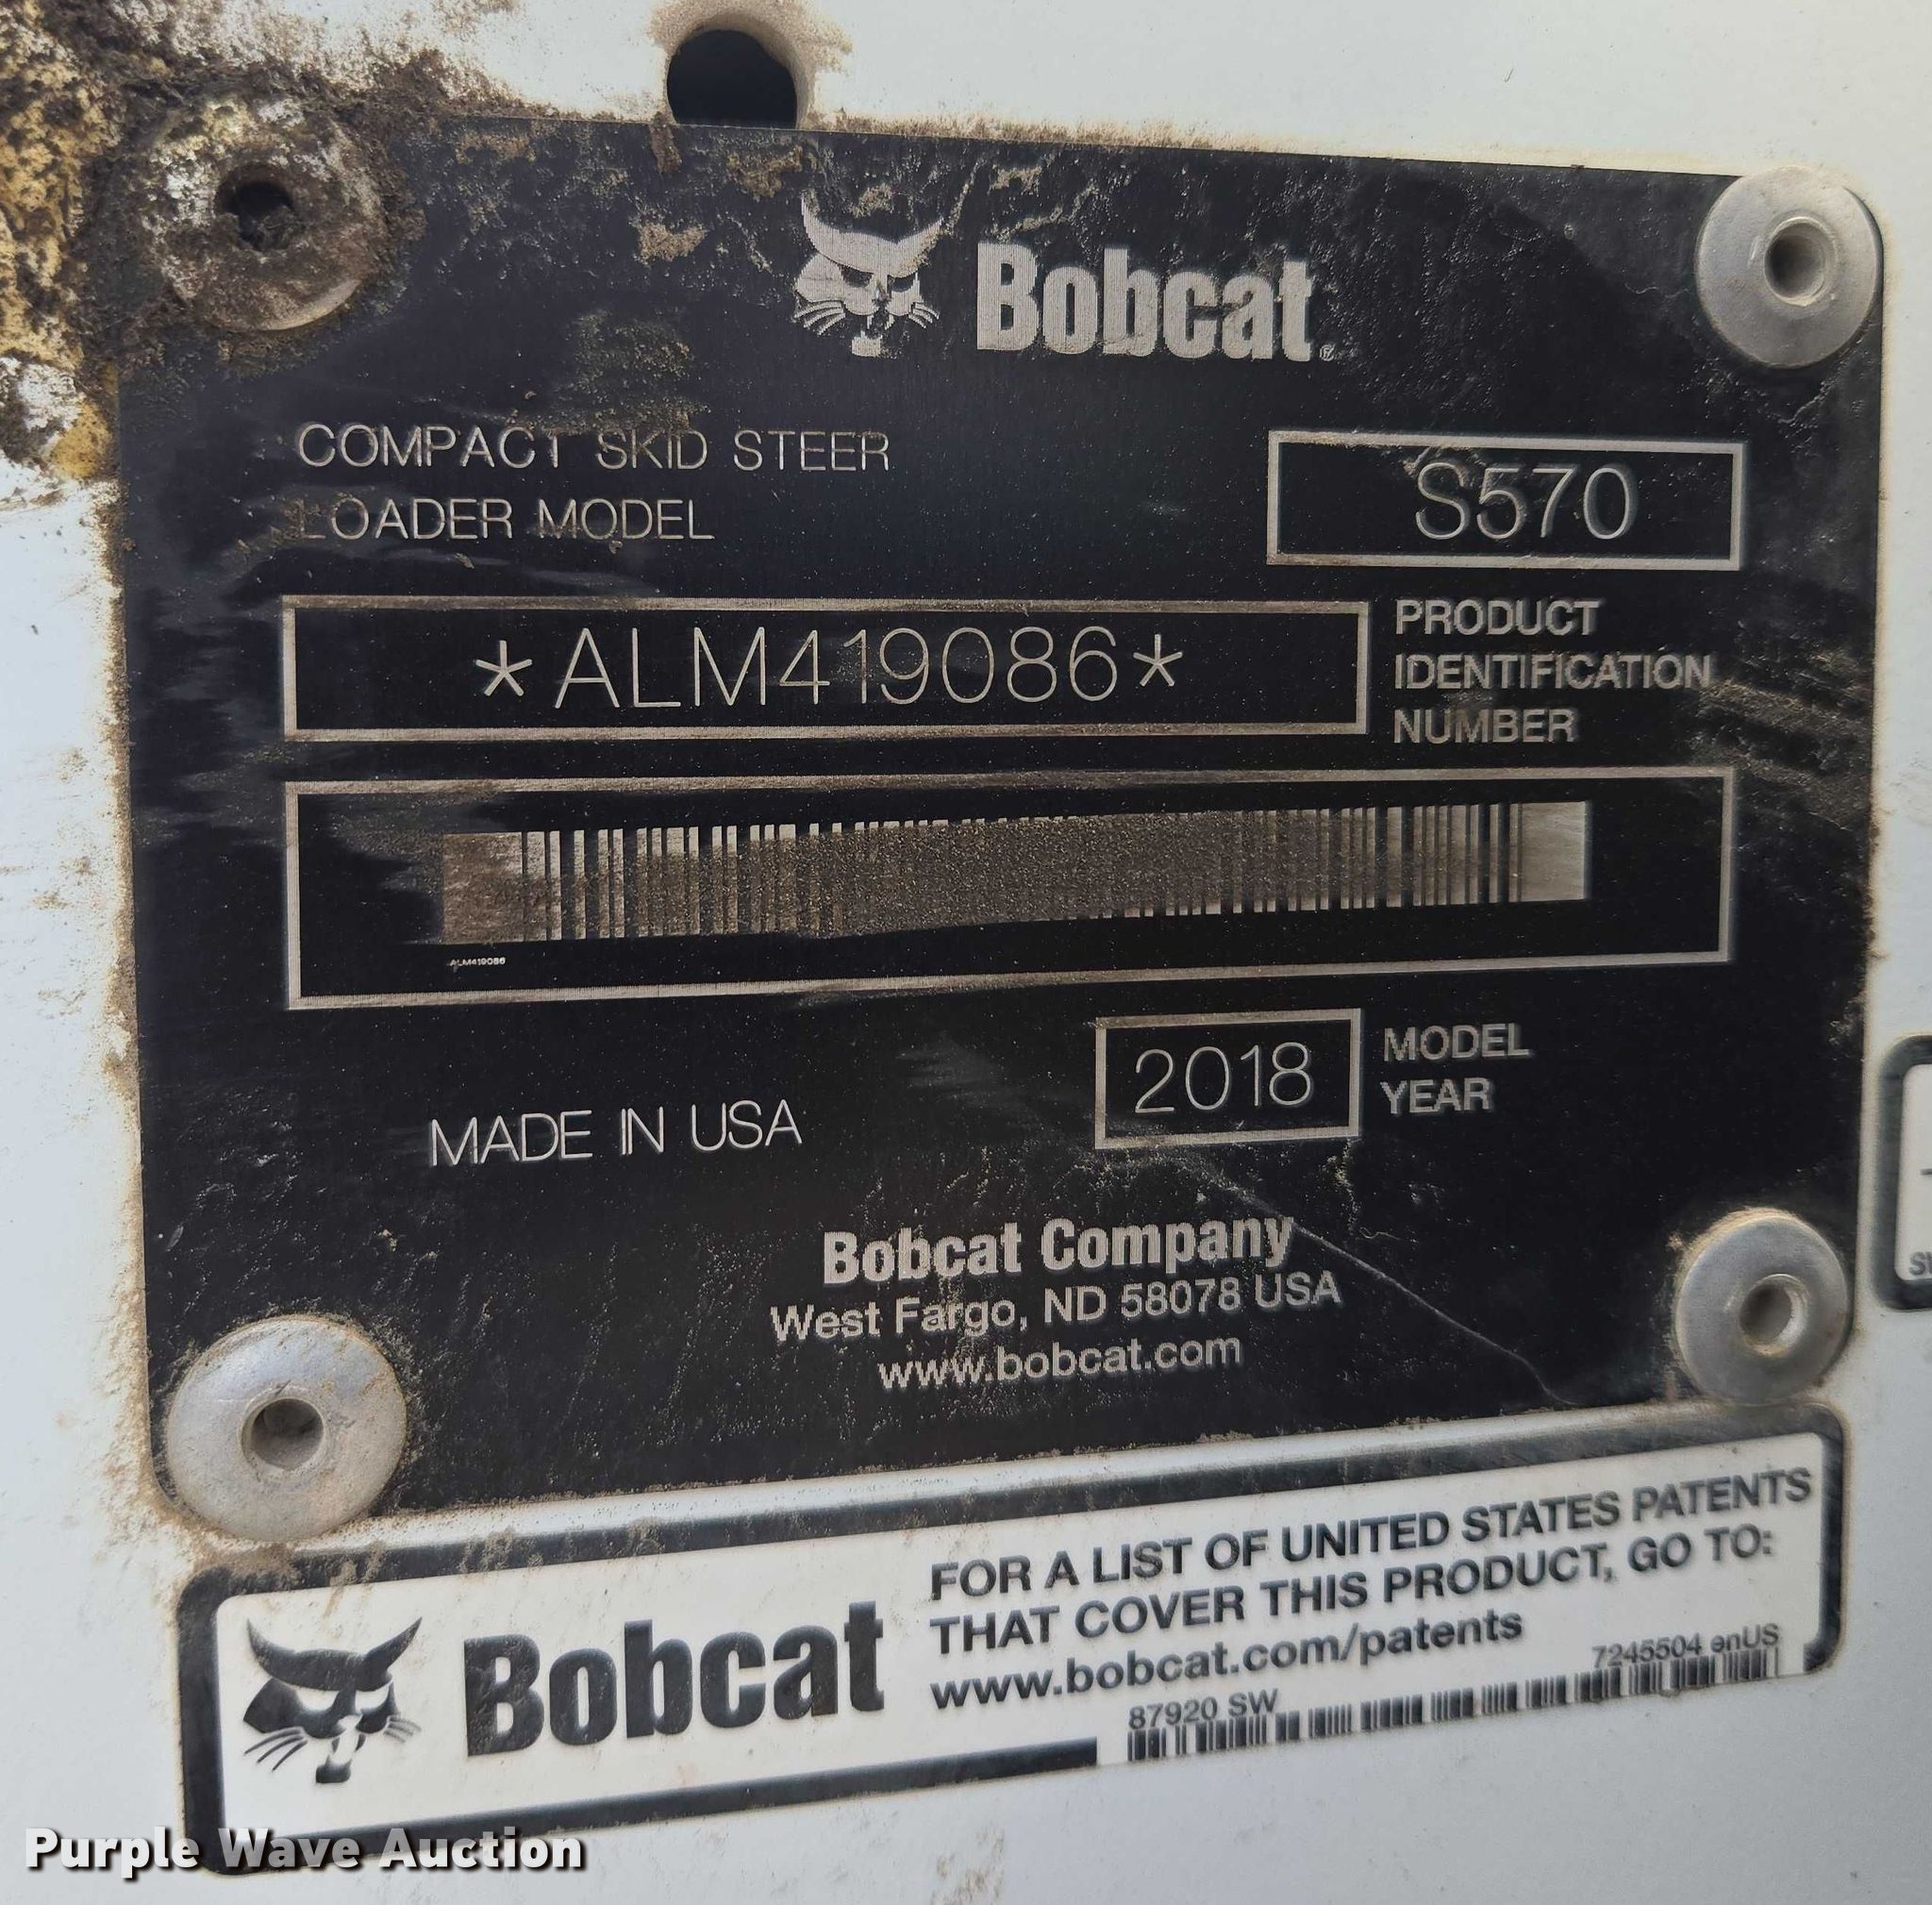 Bobcat®
COMPACT SKID STEER
LOADER MODEL
S570
*ALM419086*
PRODUCT
IDENTIFICATION
NUMBER
ALM419086
2018
MODEL
YEAR
MADE IN USA
Bobcat Company
West Fargo, ND 58078 USA
www.bobcat.com
Bobcat
FOR A LIST OF UNITED STATES PATENTS
THAT COVER THIS PRODUCT, GO TO:
www.bobcat.com/patents
7245504 enUS
87920 SW
Purple Wave Auction